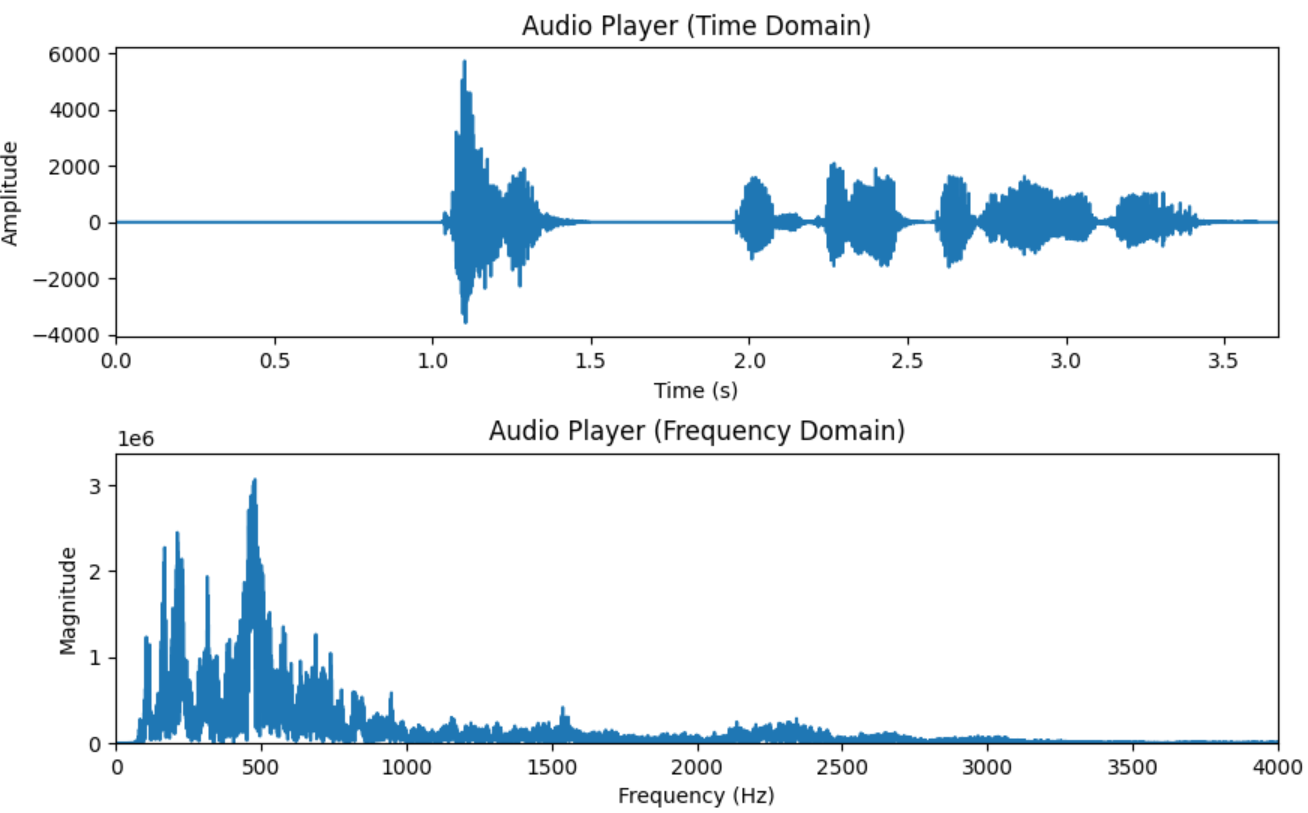 Audio Player (Time Domain)
6000
4000
2000
0
−2000
−4000
Amplitude
0.0 0.5 1.0 1.5 2.0 2.5 3.0 3.5
Time (s)
Audio Player (Frequency Domain)
1e6
3
2
1
0
Magnitude
0 500 1000 1500 2000 2500 3000 3500 4000
Frequency (Hz)